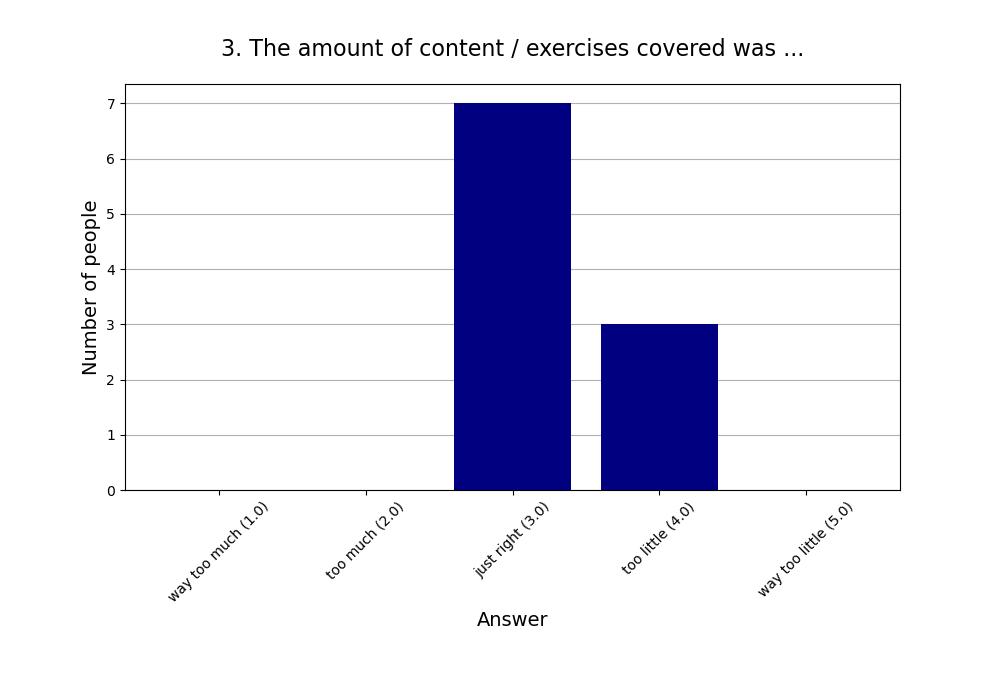 3. The amount of content / exercises covered was ...
Number of people
7
6
5
4
3
2
1
0
way too much (1.0)
too much (2.0)
just right (3.0)
too little (4.0)
way too little (5.0)
Answer